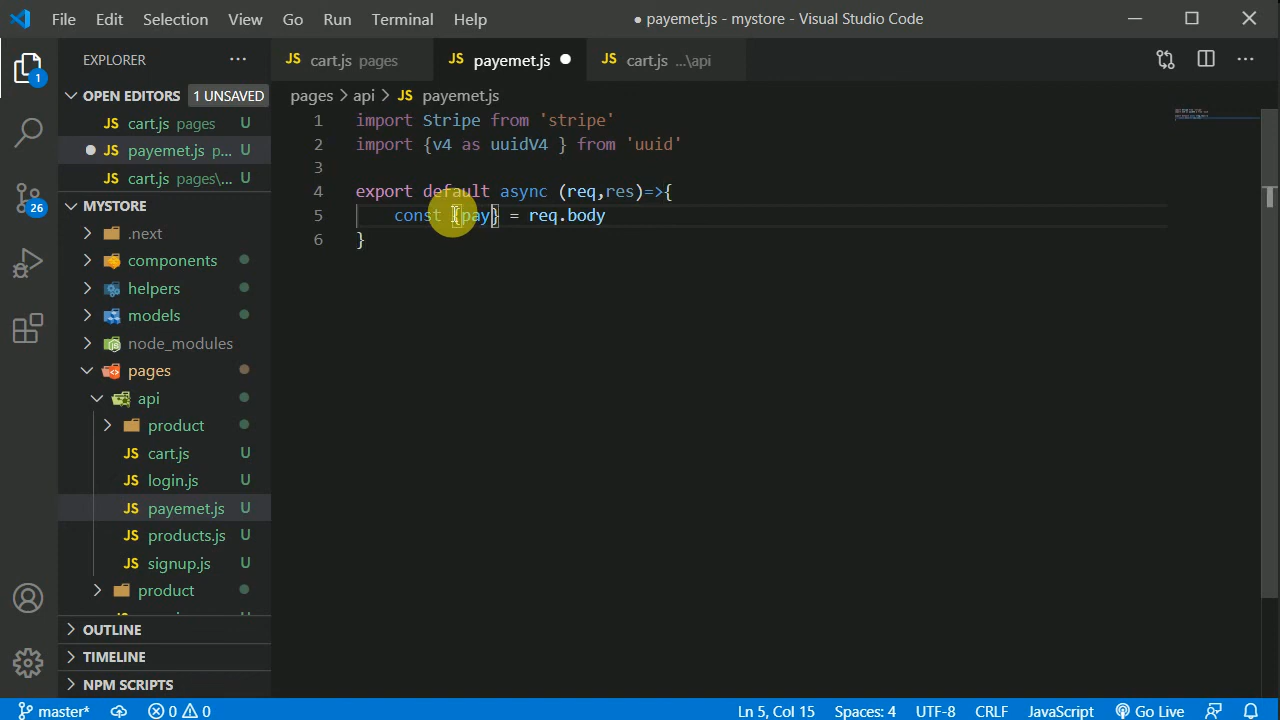 File Edit Selection View Go Run Terminal Help ● payemet.js - mystore - Visual Studio Code
EXPLORER ···
OPEN EDITORS 1 UNSAVED
JS cart.js pages U
● JS payemet.js p... U
JS cart.js pages\... U
MYSTORE
.next
components
helpers
models
node_modules
pages
api
product
JS cart.js U
JS login.js U
JS payemet.js U
JS products.js U
JS signup.js U
product
OUTLINE
TIMELINE
NPM SCRIPTS
1
26
JS cart.js pages JS payemet.js ● JS cart.js ...\api
pages > api > JS payemet.js
1 import Stripe from 'stripe'
2 import {v4 as uuidV4 } from 'uuid'
3
4 export default async (req,res)=>{
5 const {pay} = req.body
6 }
master* 0 0 Ln 5, Col 15 Spaces: 4 UTF-8 CRLF JavaScript Go Live